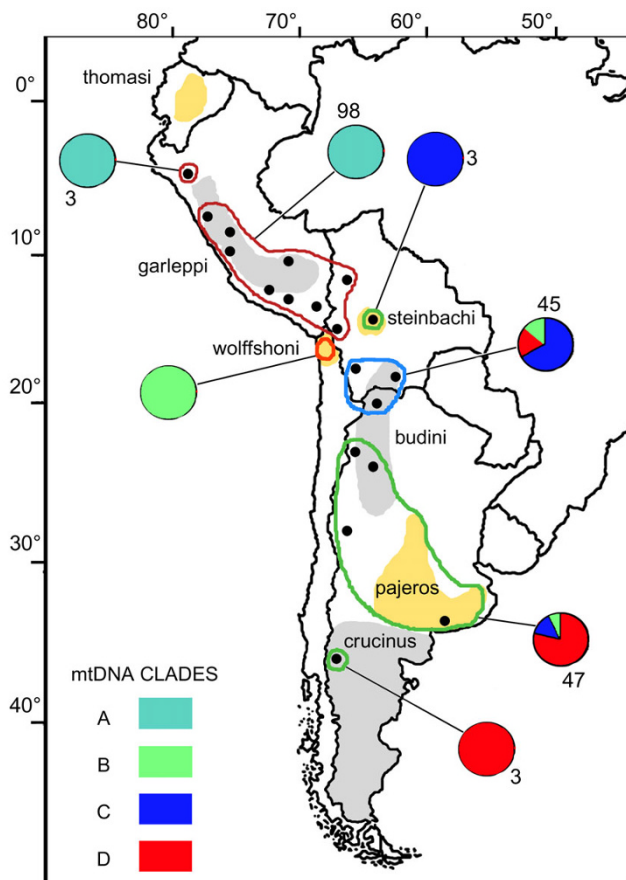 80° 70° 60° 50°
0°
10°
20°
30°
40°
thomasi
98
3
3
garleppi
steinbachi
45
wolffshoni
budini
pajeros
crucinus
47
3
mtDNA CLADES
A
B
C
D